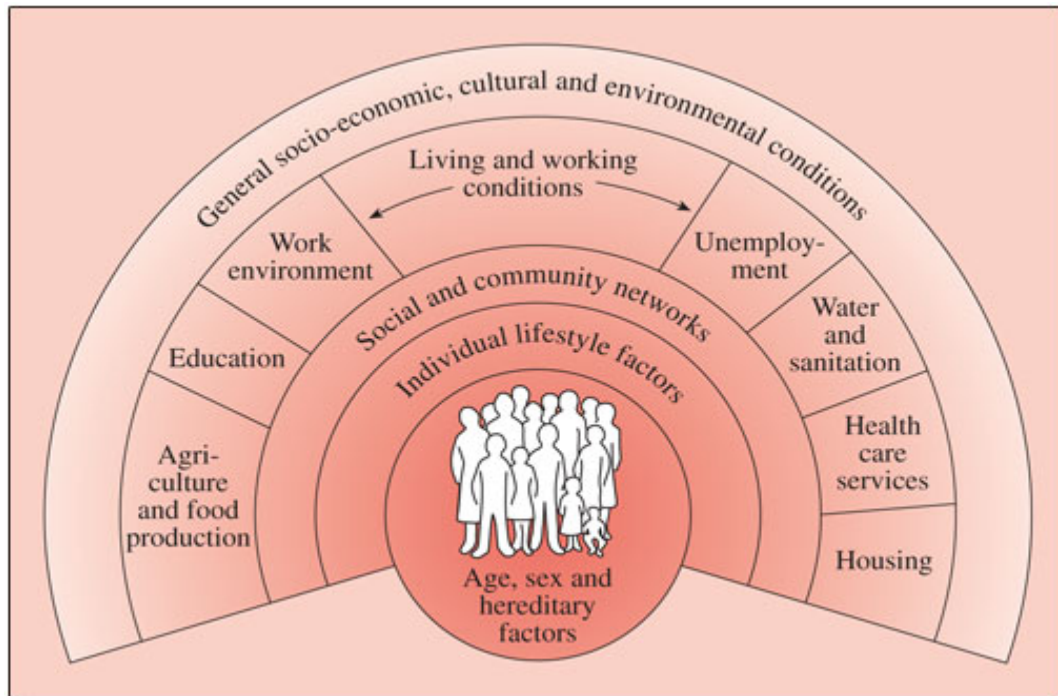 General socio-economic, cultural and environmental conditions
Living and working
conditions
Work
environment
Unemploy-
ment
Education
Water
and
sanitation
Agri-
culture
and food
production
Health
care
services
Housing
Social and community networks
Individual lifestyle factors
Age, sex and
hereditary
factors